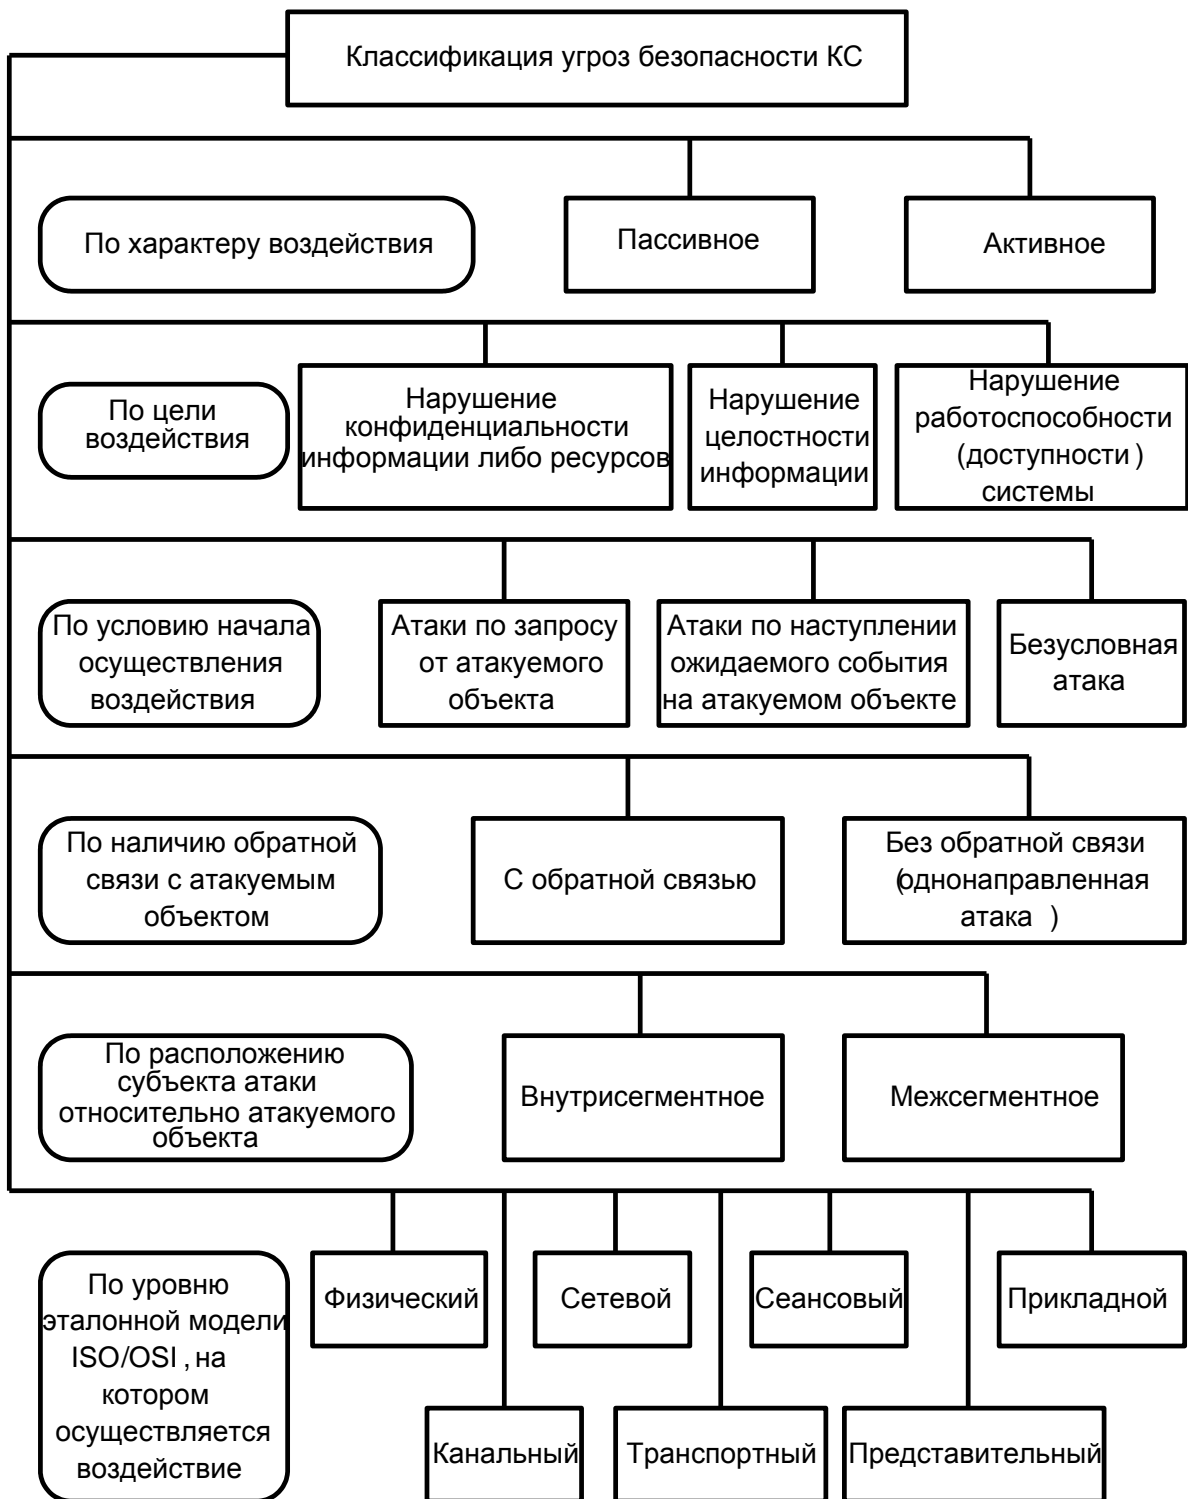 Классификация угроз безопасности КС
По характеру воздействия
Пассивное
Активное
По цели
воздействия
Нарушение
конфиденциальности
информации либо ресурсов
Нарушение
целостности
информации
Нарушение
работоспособности
(доступности)
системы
По условию начала
осуществления
воздействия
Атаки по запросу
от атакуемого
объекта
Атаки по наступлении
ожидаемого события
на атакуемом объекте
Безусловная
атака
По наличию обратной
связи с атакуемым
объектом
С обратной связью
Без обратной связи
(однонаправленная
атака )
По расположению
субъекта атаки
относительно атакуемого
объекта
Внутрисегментное
Межсегментное
По уровню
эталонной модели
ISO/OSI , на
котором
осуществляется
воздействие
Физический
Сетевой
Сеансовый
Прикладной
Канальный
Транспортный
Представительный